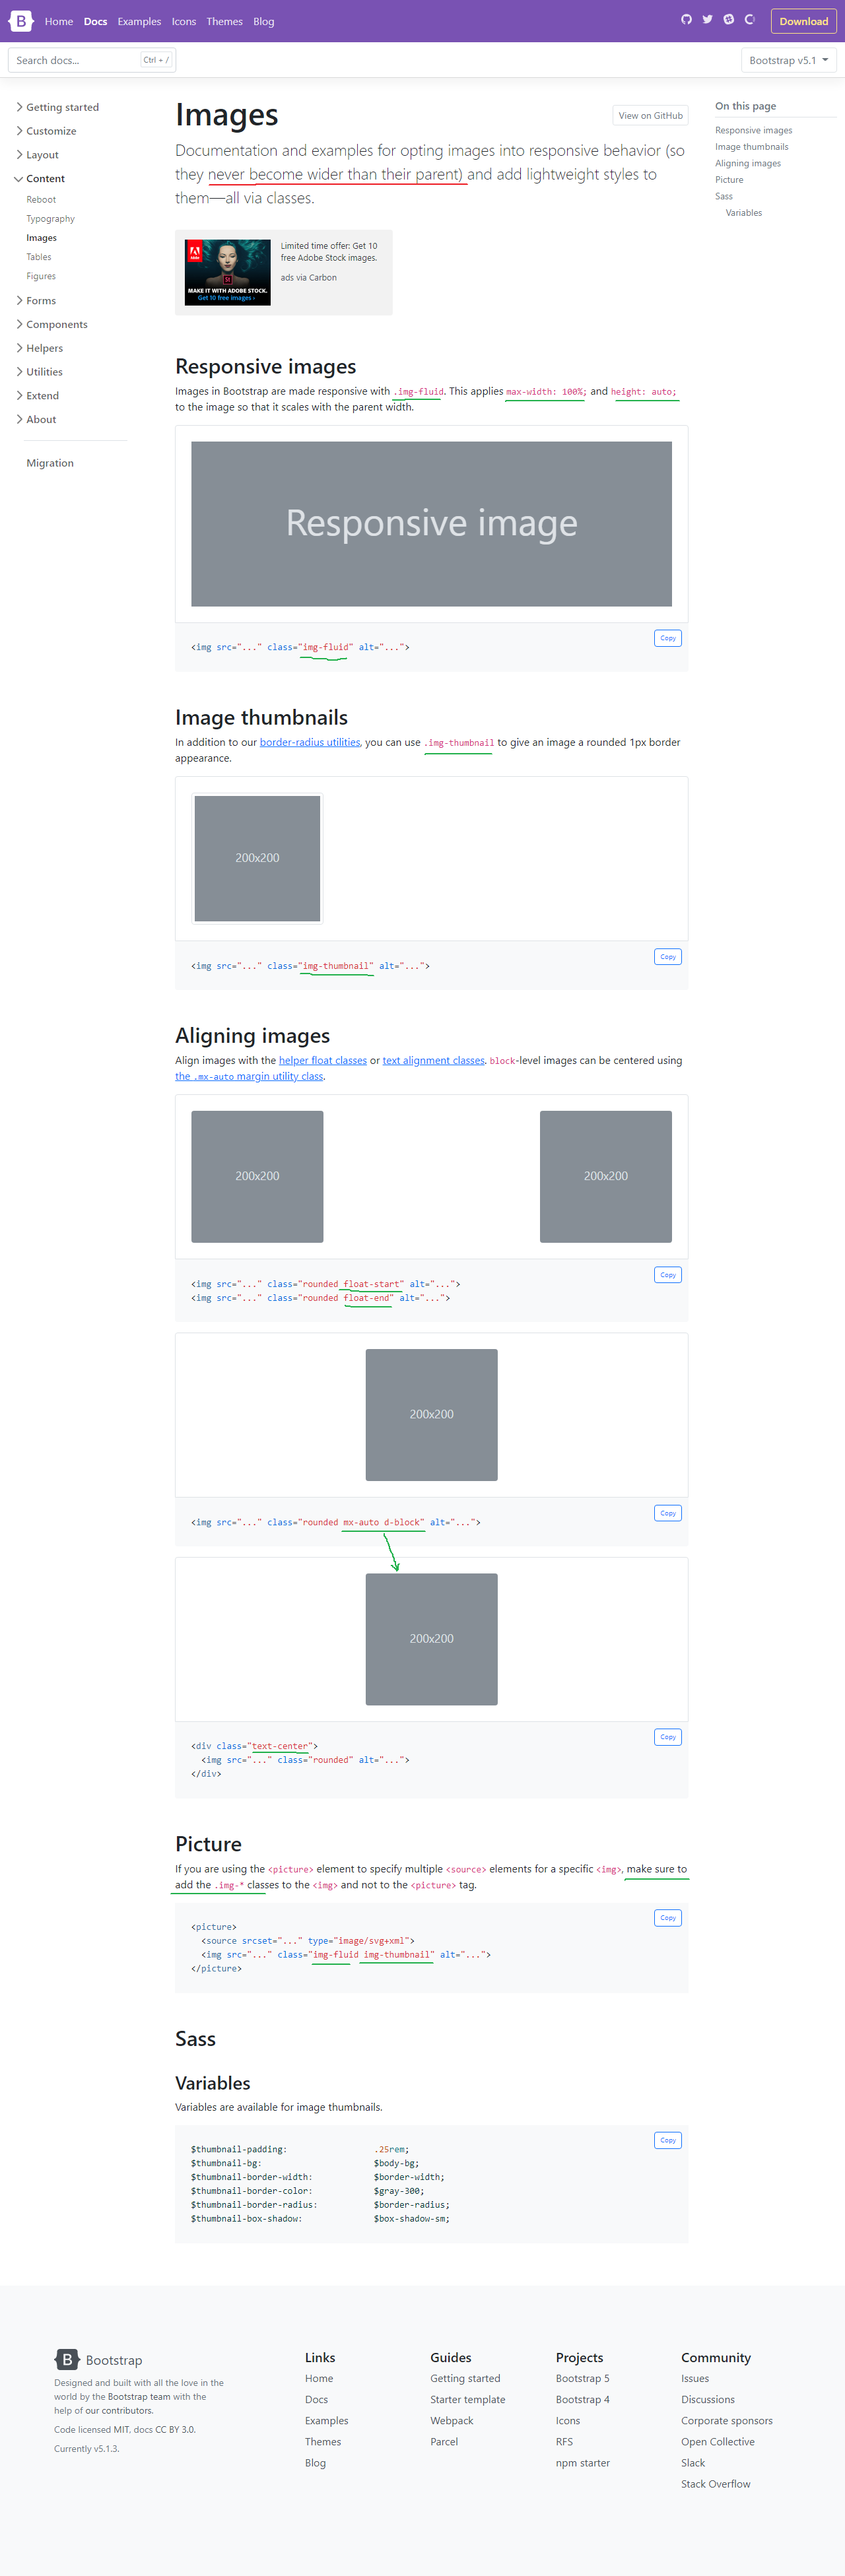 B Home Docs Examples Icons Themes Blog Download
Search docs... Ctrl + / Bootstrap v5.1
Getting started
Customize
Layout
Content
Reboot
Typography
Images
Tables
Figures
Forms
Components
Helpers
Utilities
Extend
About
Migration
Images
View on GitHub
Documentation and examples for opting images into responsive behavior (so
they never become wider than their parent) and add lightweight styles to
them—all via classes.
On this page
Responsive images
Image thumbnails
Aligning images
Picture
Sass
Variables
Adobe
St
MAKE IT WITH ADOBE STOCK.
Get 10 free images ›
Limited time offer: Get 10
free Adobe Stock images.
ads via Carbon
Responsive images
Images in Bootstrap are made responsive with .img-fluid. This applies max-width: 100%; and height: auto;
to the image so that it scales with the parent width.
Responsive image
Copy
<img src="..." class="img-fluid" alt="...">
Image thumbnails
In addition to our border-radius utilities, you can use .img-thumbnail to give an image a rounded 1px border
appearance.
200x200
Copy
<img src="..." class="img-thumbnail" alt="...">
Aligning images
Align images with the helper float classes or text alignment classes. block-level images can be centered using
the .mx-auto margin utility class.
200x200 200x200
Copy
<img src="..." class="rounded float-start" alt="...">
<img src="..." class="rounded float-end" alt="...">
200x200
Copy
<img src="..." class="rounded mx-auto d-block" alt="...">
200x200
Copy
<div class="text-center">
  <img src="..." class="rounded" alt="...">
</div>
Picture
If you are using the <picture> element to specify multiple <source> elements for a specific <img>, make sure to
add the .img-* classes to the <img> and not to the <picture> tag.
Copy
<picture>
  <source srcset="..." type="image/svg+xml">
  <img src="..." class="img-fluid img-thumbnail" alt="...">
</picture>
Sass
Variables
Variables are available for image thumbnails.
Copy
$thumbnail-padding: .25rem;
$thumbnail-bg: $body-bg;
$thumbnail-border-width: $border-width;
$thumbnail-border-color: $gray-300;
$thumbnail-border-radius: $border-radius;
$thumbnail-box-shadow: $box-shadow-sm;
B Bootstrap
Designed and built with all the love in the
world by the Bootstrap team with the
help of our contributors.
Code licensed MIT, docs CC BY 3.0.
Currently v5.1.3.
Links
Home
Docs
Examples
Themes
Blog
Guides
Getting started
Starter template
Webpack
Parcel
Projects
Bootstrap 5
Bootstrap 4
Icons
RFS
npm starter
Community
Issues
Discussions
Corporate sponsors
Open Collective
Slack
Stack Overflow